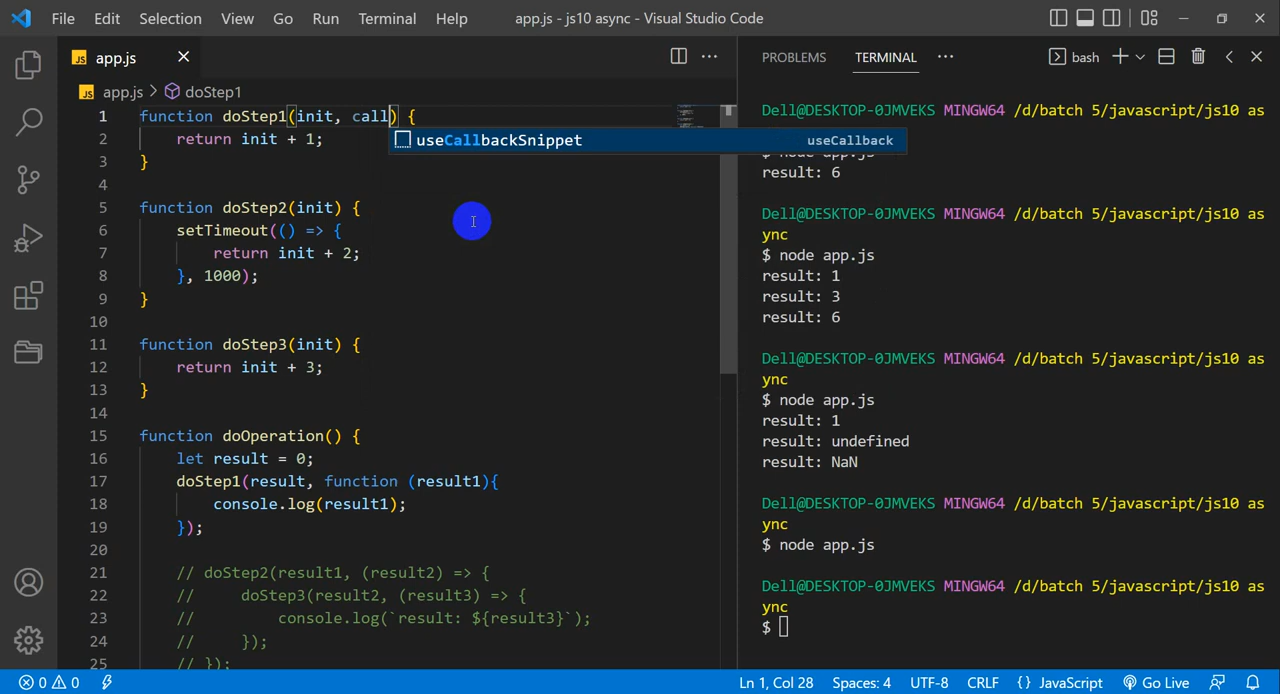 File Edit Selection View Go Run Terminal Help app.js - js10 async - Visual Studio Code
JS app.js
JS app.js > doStep1
1 function doStep1(init, call) {
useCallbackSnippet useCallback
2 return init + 1;
3 }
4
5 function doStep2(init) {
6 setTimeout(() => {
7 return init + 2;
8 }, 1000);
9 }
10
11 function doStep3(init) {
12 return init + 3;
13 }
14
15 function doOperation() {
16 let result = 0;
17 doStep1(result, function (result1){
18 console.log(result1);
19 });
20
21 // doStep2(result1, (result2) => {
22 // doStep3(result2, (result3) => {
23 // console.log(`result: ${result3}`);
24 // });
25 // });
PROBLEMS TERMINAL bash
Dell@DESKTOP-0JMVEKS MINGW64 /d/batch 5/javascript/js10 as
$ node app.js
result: 6
Dell@DESKTOP-0JMVEKS MINGW64 /d/batch 5/javascript/js10 as
ync
$ node app.js
result: 1
result: 3
result: 6
Dell@DESKTOP-0JMVEKS MINGW64 /d/batch 5/javascript/js10 as
ync
$ node app.js
result: 1
result: undefined
result: NaN
Dell@DESKTOP-0JMVEKS MINGW64 /d/batch 5/javascript/js10 as
ync
$ node app.js
Dell@DESKTOP-0JMVEKS MINGW64 /d/batch 5/javascript/js10 as
ync
$
0 0 Ln 1, Col 28 Spaces: 4 UTF-8 CRLF {} JavaScript Go Live